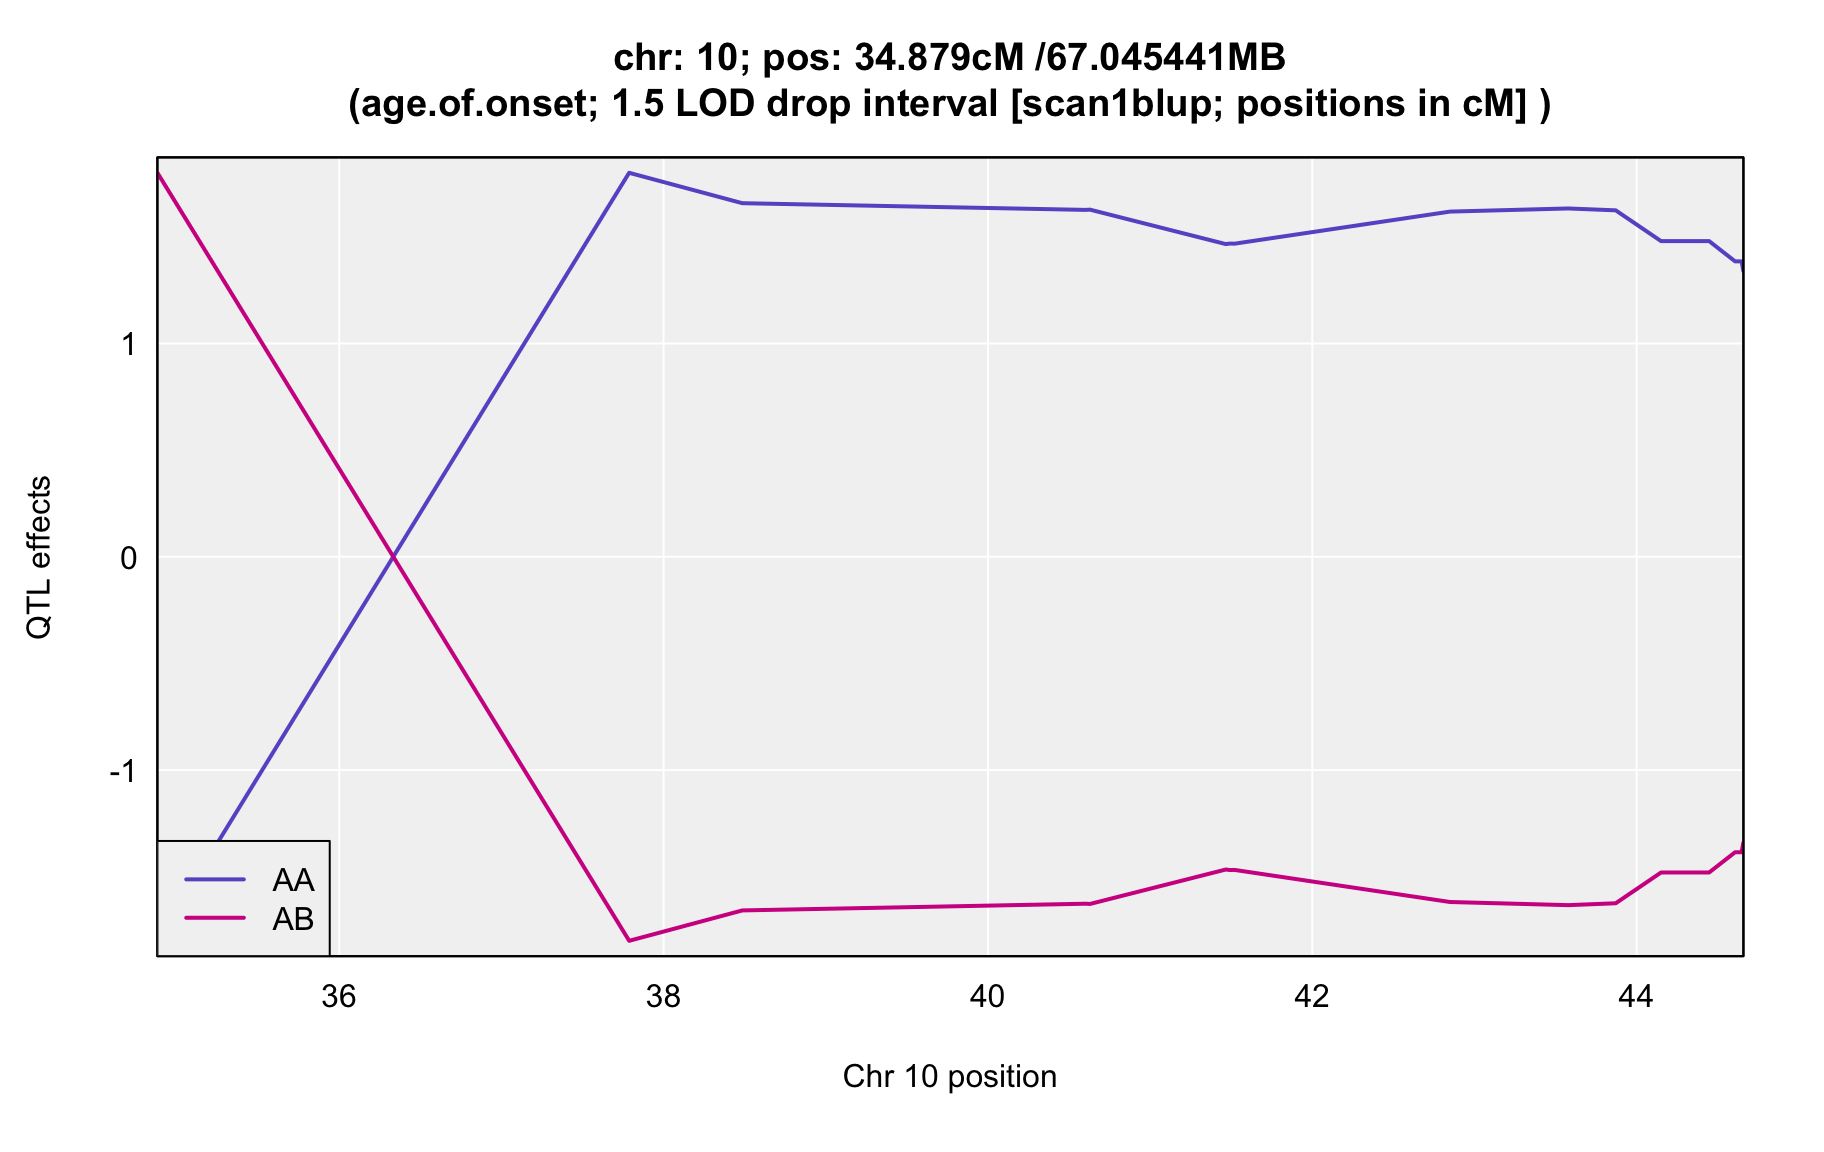 chr: 10; pos: 34.879cM /67.045441MB
(age.of.onset; 1.5 LOD drop interval [scan1blup; positions in cM] )
QTL effects
1
0
-1
AA
AB
36 38 40 42 44
Chr 10 position